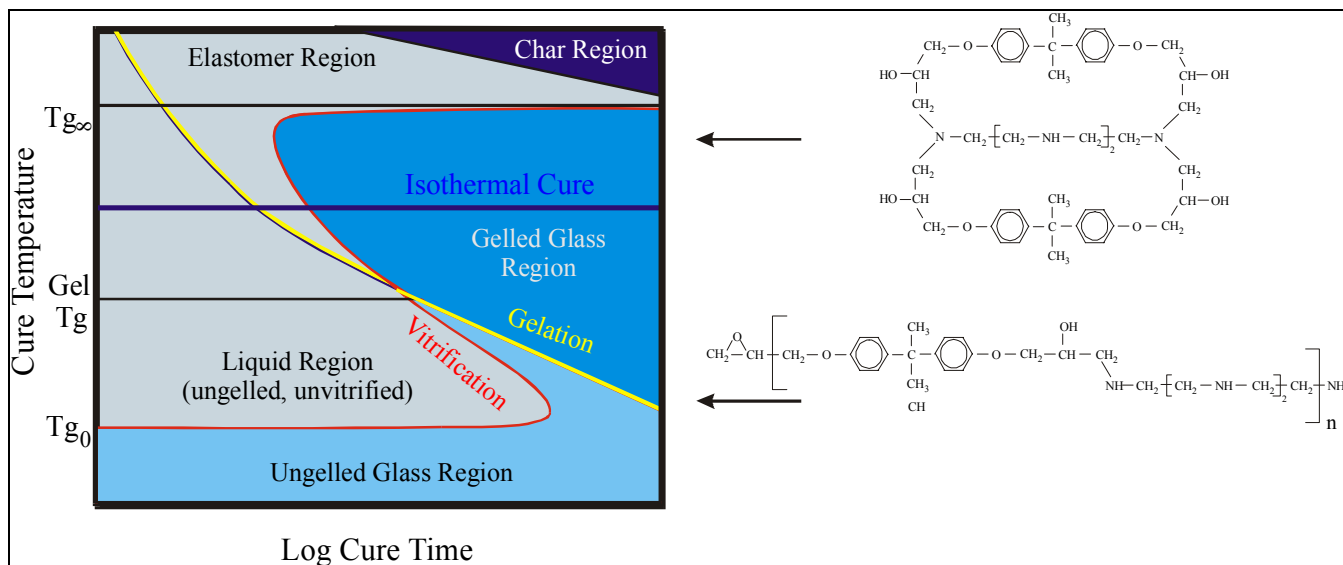 Elastomer Region
Char Region
Tg∞
Isothermal Cure
Gelled Glass
Region
Gel
Tg
Gelation
Vitrification
Liquid Region
(ungelled, unvitrified)
Tg0
Ungelled Glass Region
Cure Temperature
Log Cure Time
CH3
CH2—O
C
O—CH2
HO—CH
CH3
CH—OH
CH2
CH2
N—CH2—[CH2—NH—CH2]2—CH2—N
CH2
CH2
HO—CH
CH3
CH—OH
CH2—O
C
O—CH2
CH3
O
CH3
OH
CH2—CH—[CH2—O
C
O—CH2—CH—CH2
CH3
NH—CH2—[CH2—NH—CH2]2—CH2—NH
CH
n